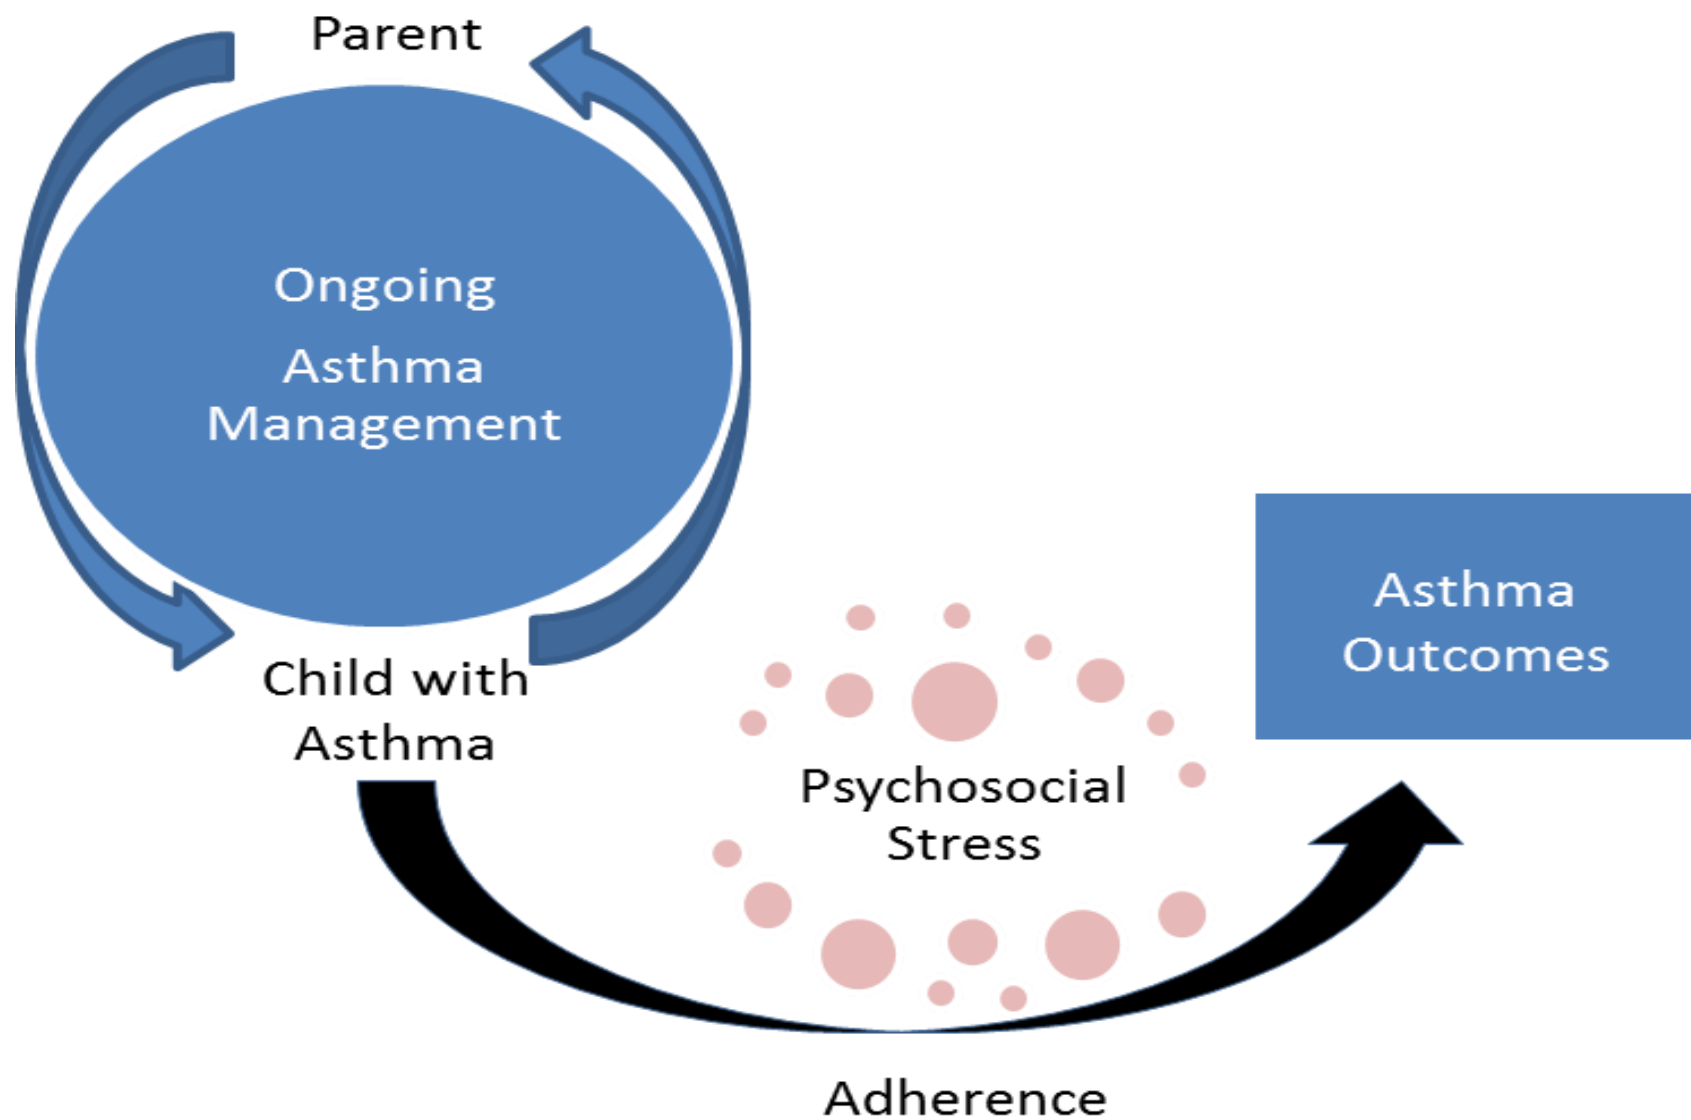 Parent
Ongoing
Asthma
Management
Child with
Asthma
Psychosocial
Stress
Asthma
Outcomes
Adherence